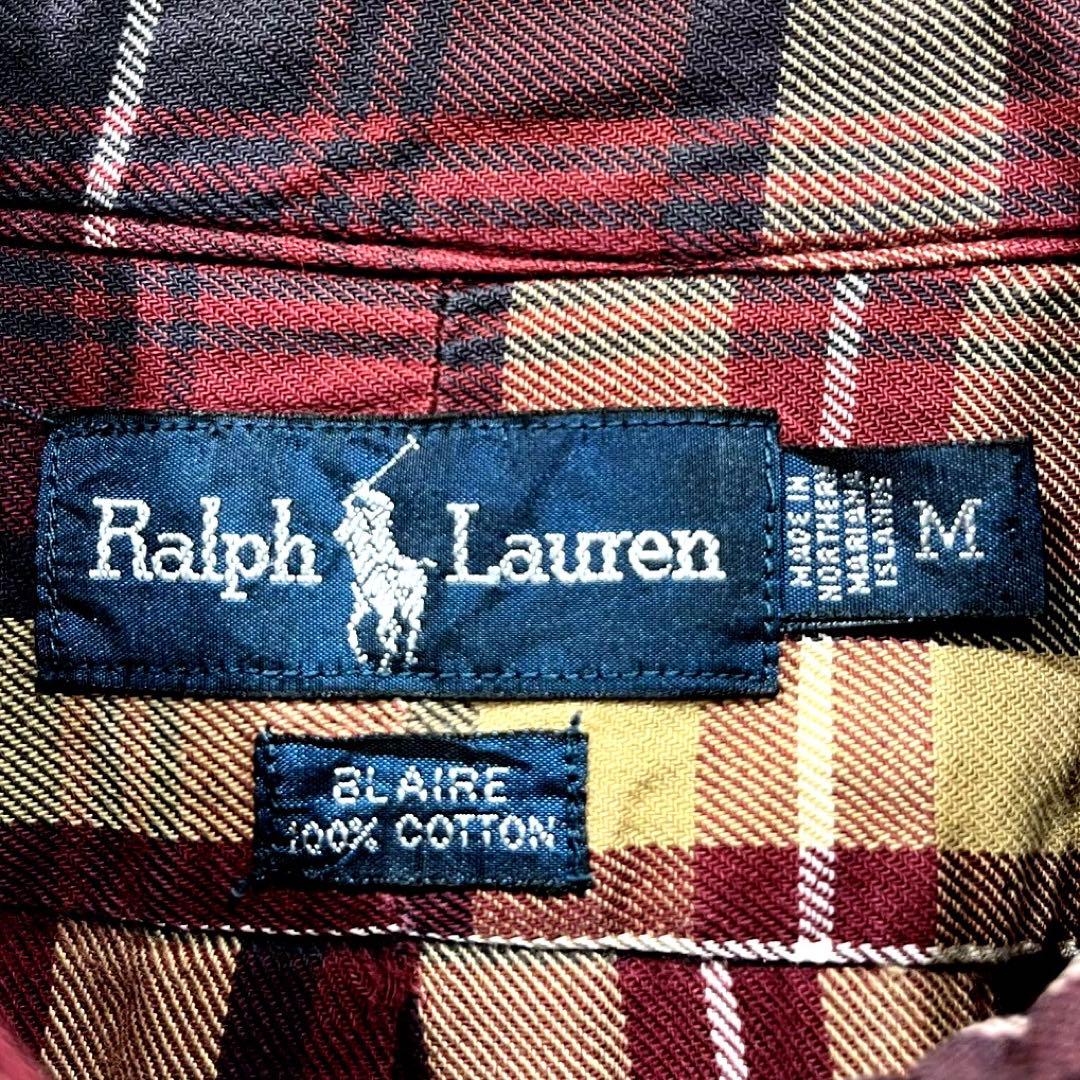 Ralph Lauren
MADE IN
NORTHERN
MARIANA
ISLANDS
M
BLAIRE
100% COTTON